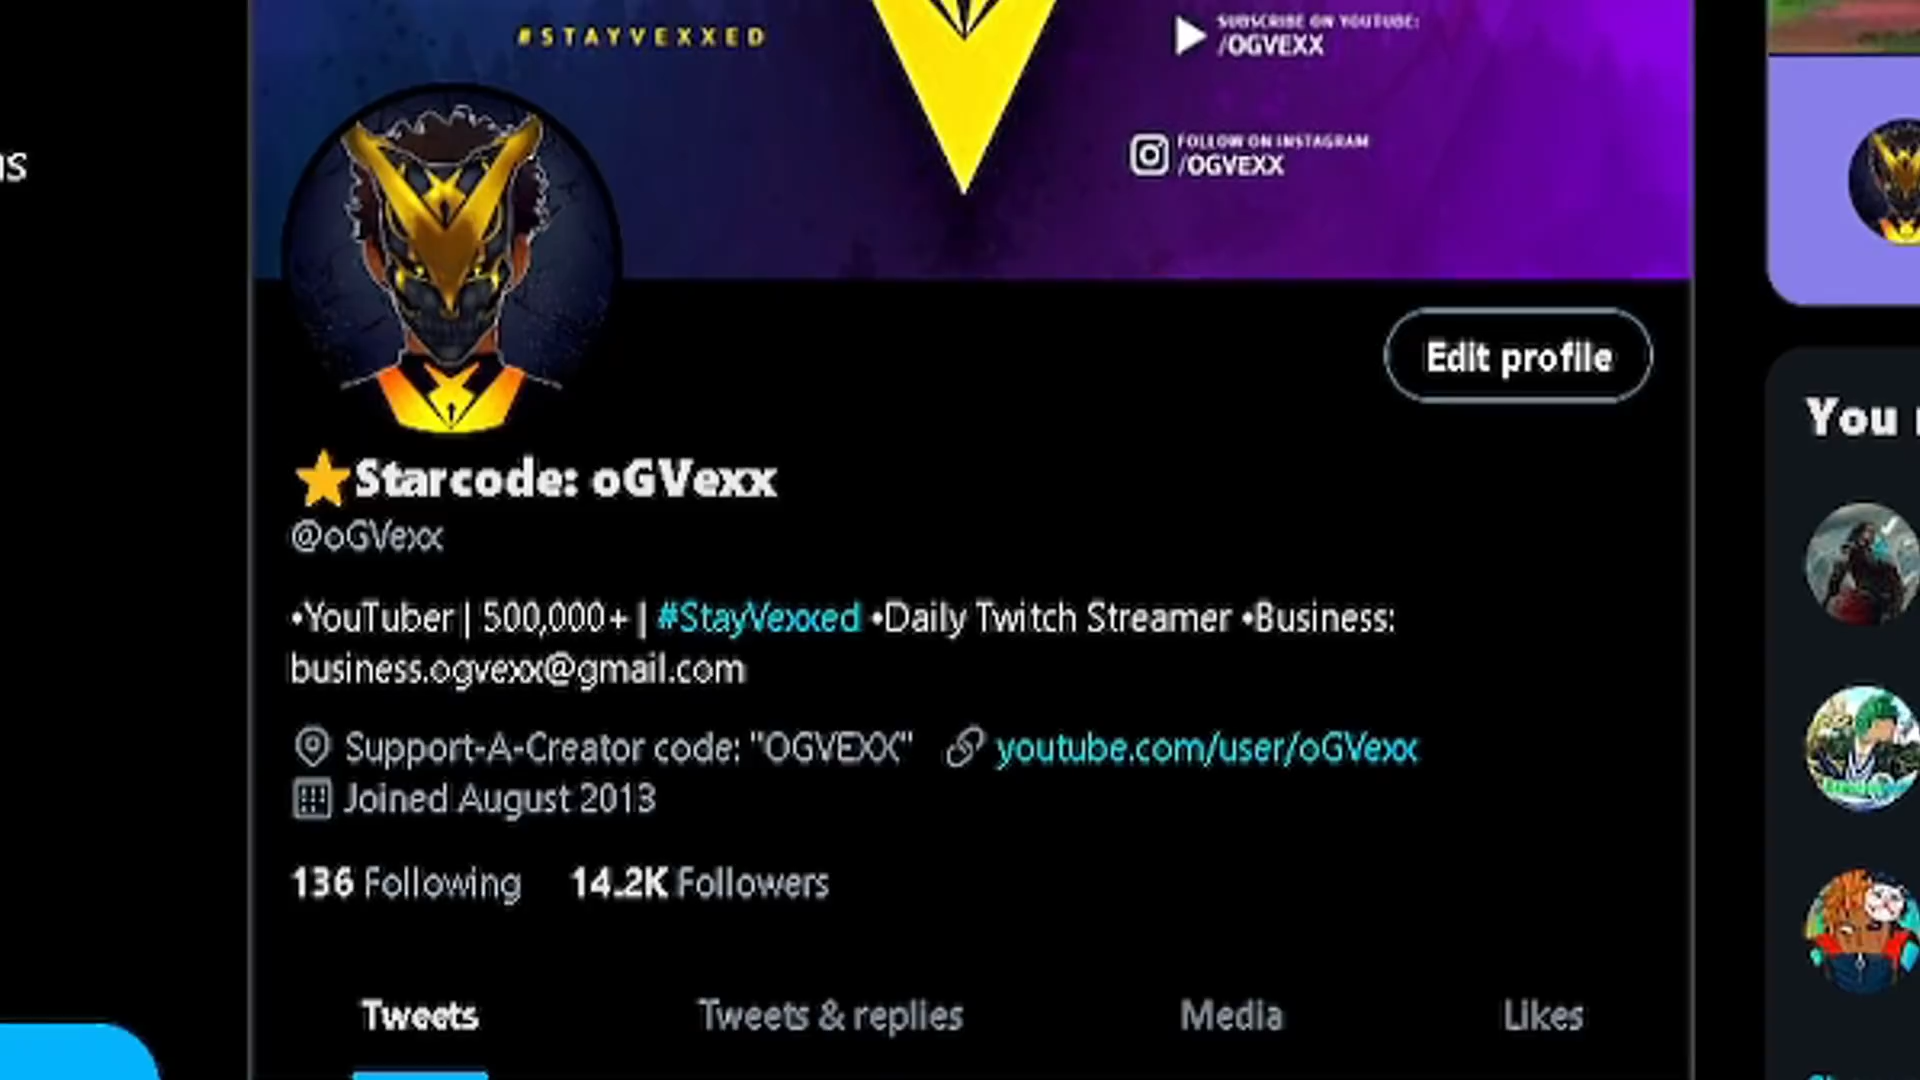 #STAYVEXXED
SUBSCRIBE ON YOUTUBE:
/OGVEXX
FOLLOW ON INSTAGRAM
/OGVEXX
Edit profile
You
⭐Starcode: oGVexx
@oGVexx
•YouTuber | 500,000+ | #StayVexxed •Daily Twitch Streamer •Business:
business.ogvexx@gmail.com
Support-A-Creator code: "OGVEXX" youtube.com/user/oGVexx
Joined August 2013
136 Following 14.2K Followers
Tweets Tweets & replies Media Likes